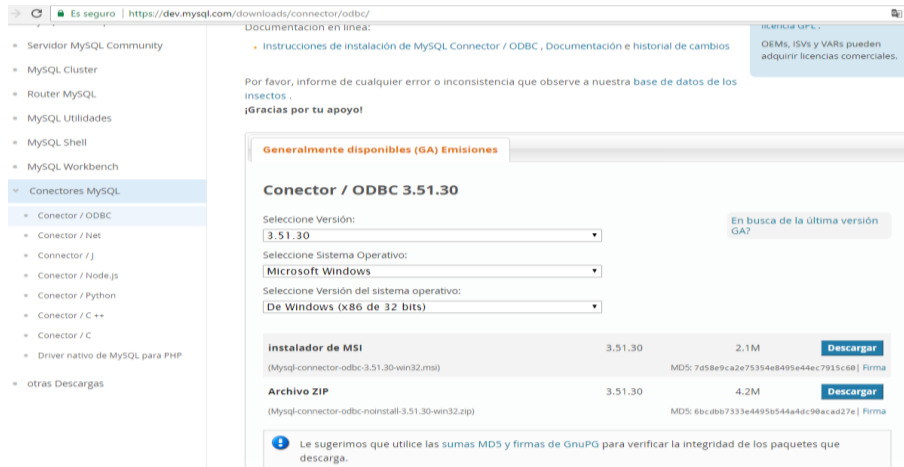 Es seguro | https://dev.mysql.com/downloads/connector/odbc/
Servidor MySQL Community
MySQL Cluster
Router MySQL
MySQL Utilidades
MySQL Shell
MySQL Workbench
Conectores MySQL
Conector / ODBC
Conector / Net
Connector / J
Conector / Node.js
Conector / Python
Conector / C ++
Conector / C
Driver nativo de MySQL para PHP
otras Descargas
Documentación en línea:
Instrucciones de instalación de MySQL Connector / ODBC , Documentación e historial de cambios
Por favor, informe de cualquier error o inconsistencia que observe a nuestra base de datos de los
insectos .
¡Gracias por tu apoyo!
licencia GPL .
OEMs, ISVs y VARs pueden
adquirir licencias comerciales.
Generalmente disponibles (GA) Emisiones
Conector / ODBC 3.51.30
Seleccione Versión:
3.51.30
En busca de la última versión
GA?
Seleccione Sistema Operativo:
Microsoft Windows
Seleccione Versión del sistema operativo:
De Windows (x86 de 32 bits)
instalador de MSI 3.51.30 2.1M Descargar
(Mysql-connector-odbc-3.51.30-win32.msi) MD5: 7d58e9ca2e75354e8495e44ec7915c60 | Firma
Archivo ZIP 3.51.30 4.2M Descargar
(Mysql-connector-odbc-noinstall-3.51.30-win32.zip) MD5: 6bcdbb7333e4495b544a4dc90acad27e | Firma
Le sugerimos que utilice las sumas MD5 y firmas de GnuPG para verificar la integridad de los paquetes que
descarga.